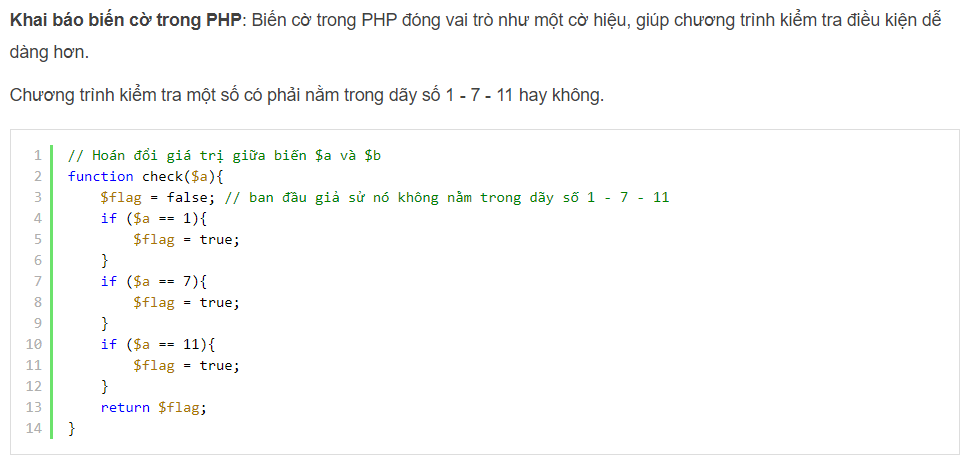 Khai báo biến cờ trong PHP: Biến cờ trong PHP đóng vai trò như một cờ hiệu, giúp chương trình kiểm tra điều kiện dễ
dàng hơn.
Chương trình kiểm tra một số có phải nằm trong dãy số 1 - 7 - 11 hay không.
1 // Hoán đổi giá trị giữa biến $a và $b
2 function check($a){
3     $flag = false; // ban đầu giả sử nó không nằm trong dãy số 1 - 7 - 11
4     if ($a == 1){
5         $flag = true;
6     }
7     if ($a == 7){
8         $flag = true;
9     }
10     if ($a == 11){
11         $flag = true;
12     }
13     return $flag;
14 }